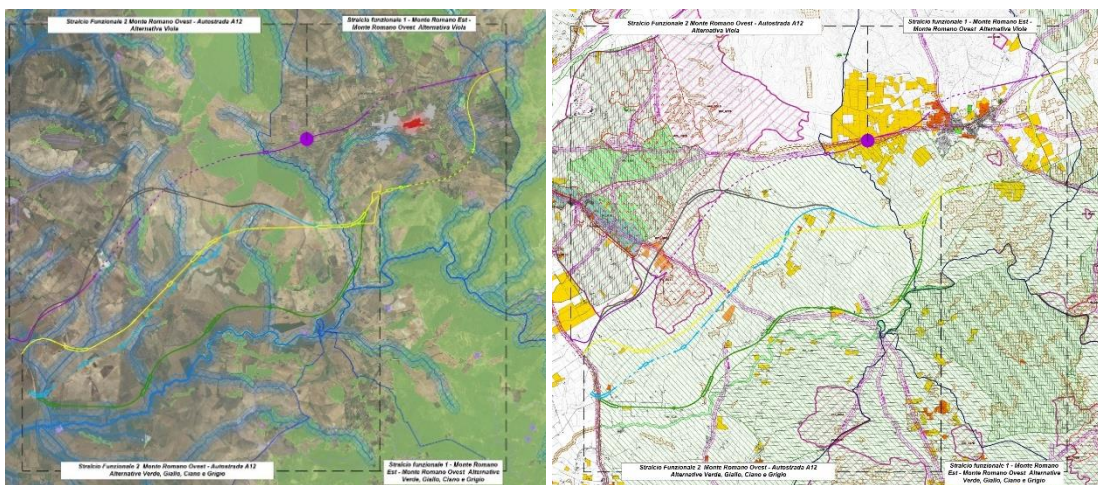 Stralcio Funzionale 2 Monte Romano Ovest - Autostrada A12
Alternativa Viola
Stralcio funzionale 1 - Monte Romano Est -
Monte Romano Ovest Alternativa Viola
Stralcio Funzionale 2 Monte Romano Ovest - Autostrada A12
Alternative Verde, Giallo, Ciano e Grigio
Stralcio funzionale 1 - Monte Romano
Est - Monte Romano Ovest Alternative
Verde, Giallo, Ciano e Grigio
Stralcio Funzionale 2 Monte Romano Ovest - Autostrada A12
Alternativa Viola
Stralcio funzionale 1 - Monte Romano Est -
Monte Romano Ovest Alternative Viola
Stralcio Funzionale 2 Monte Romano Ovest - Autostrada A12
Alternative Verde, Giallo, Ciano e Grigio
Stralcio funzionale 1 - Monte Romano
Est - Monte Romano Ovest Alternative
Verde, Giallo, Ciano e Grigio